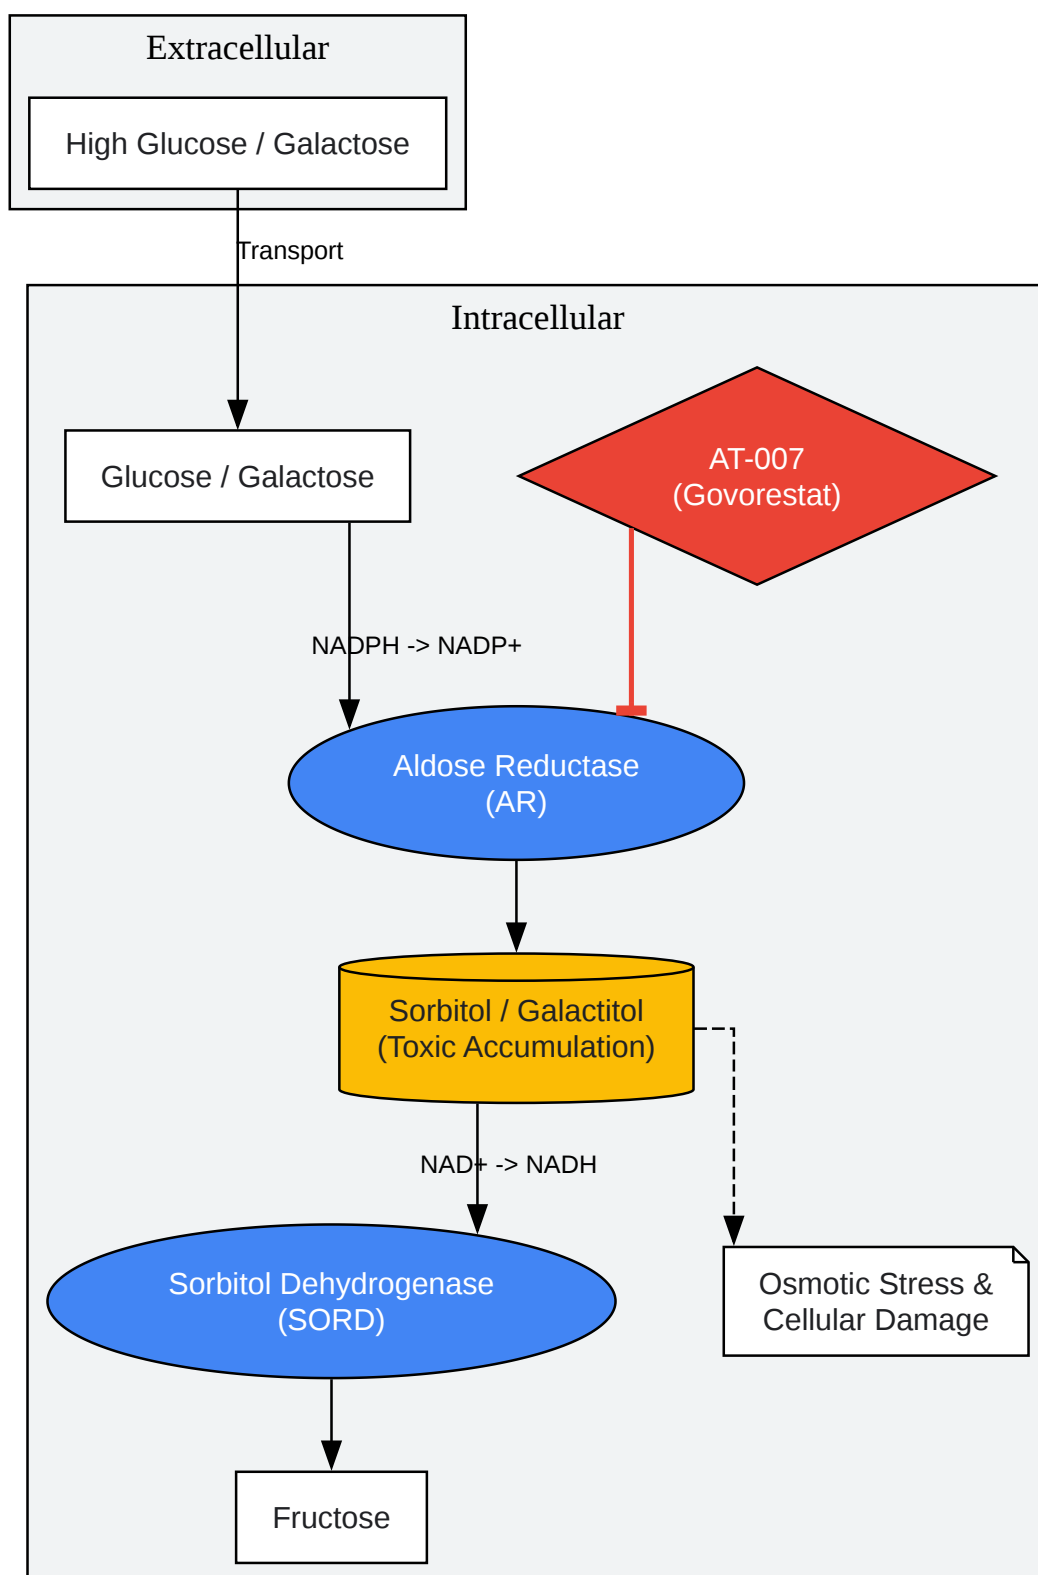 Extracellular
High Glucose / Galactose
Transport
Intracellular
Glucose / Galactose
AT-007
(Govorestat)
NADPH -> NADP+
Aldose Reductase
(AR)
Sorbitol / Galactitol
(Toxic Accumulation)
NAD+ -> NADH
Sorbitol Dehydrogenase
(SORD)
Osmotic Stress &
Cellular Damage
Fructose